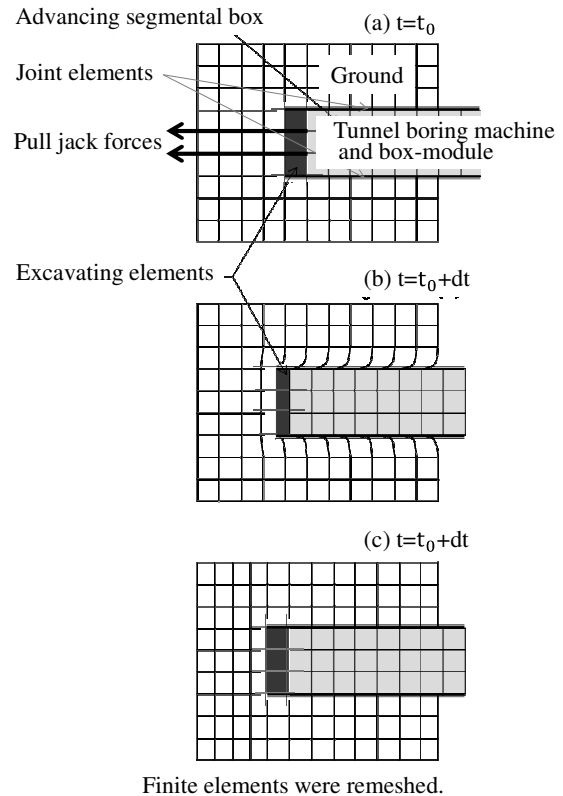 Advancing segmental box
(a) t=t₀
Joint elements
Ground
Pull jack forces
Tunnel boring machine
and box-module
Excavating elements
(b) t=t₀+dt
(c) t=t₀+dt
Finite elements were remeshed.